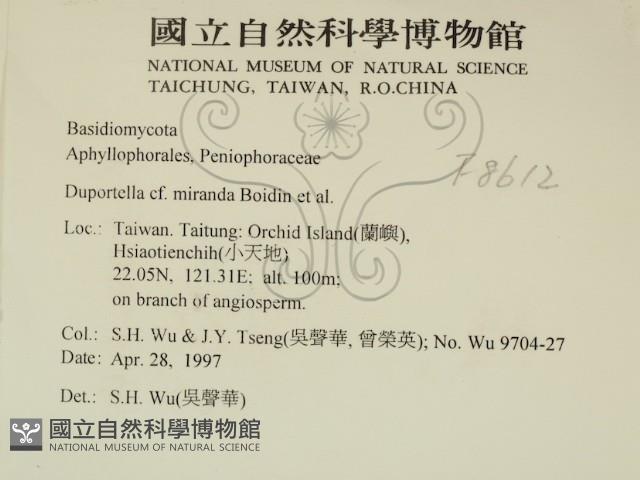 國立自然科學博物館
NATIONAL MUSEUM OF NATURAL SCIENCE
TAICHUNG, TAIWAN, R.O.CHINA
Basidiomycota
Aphyllophorales, Peniophoraceae
F8612
Duportella cf. miranda Boidin et al.
Loc.: Taiwan. Taitung: Orchid Island(蘭嶼),
Hsiaotienchih(小天地)
22.05N, 121.31E; alt. 100m;
on branch of angiosperm.
Col.: S.H. Wu & J.Y. Tseng(吳聲華, 曾榮英); No. Wu 9704-27
Date: Apr. 28, 1997
Det.: S.H. Wu(吳聲華)
國立自然科學博物館
NATIONAL MUSEUM OF NATURAL SCIENCE